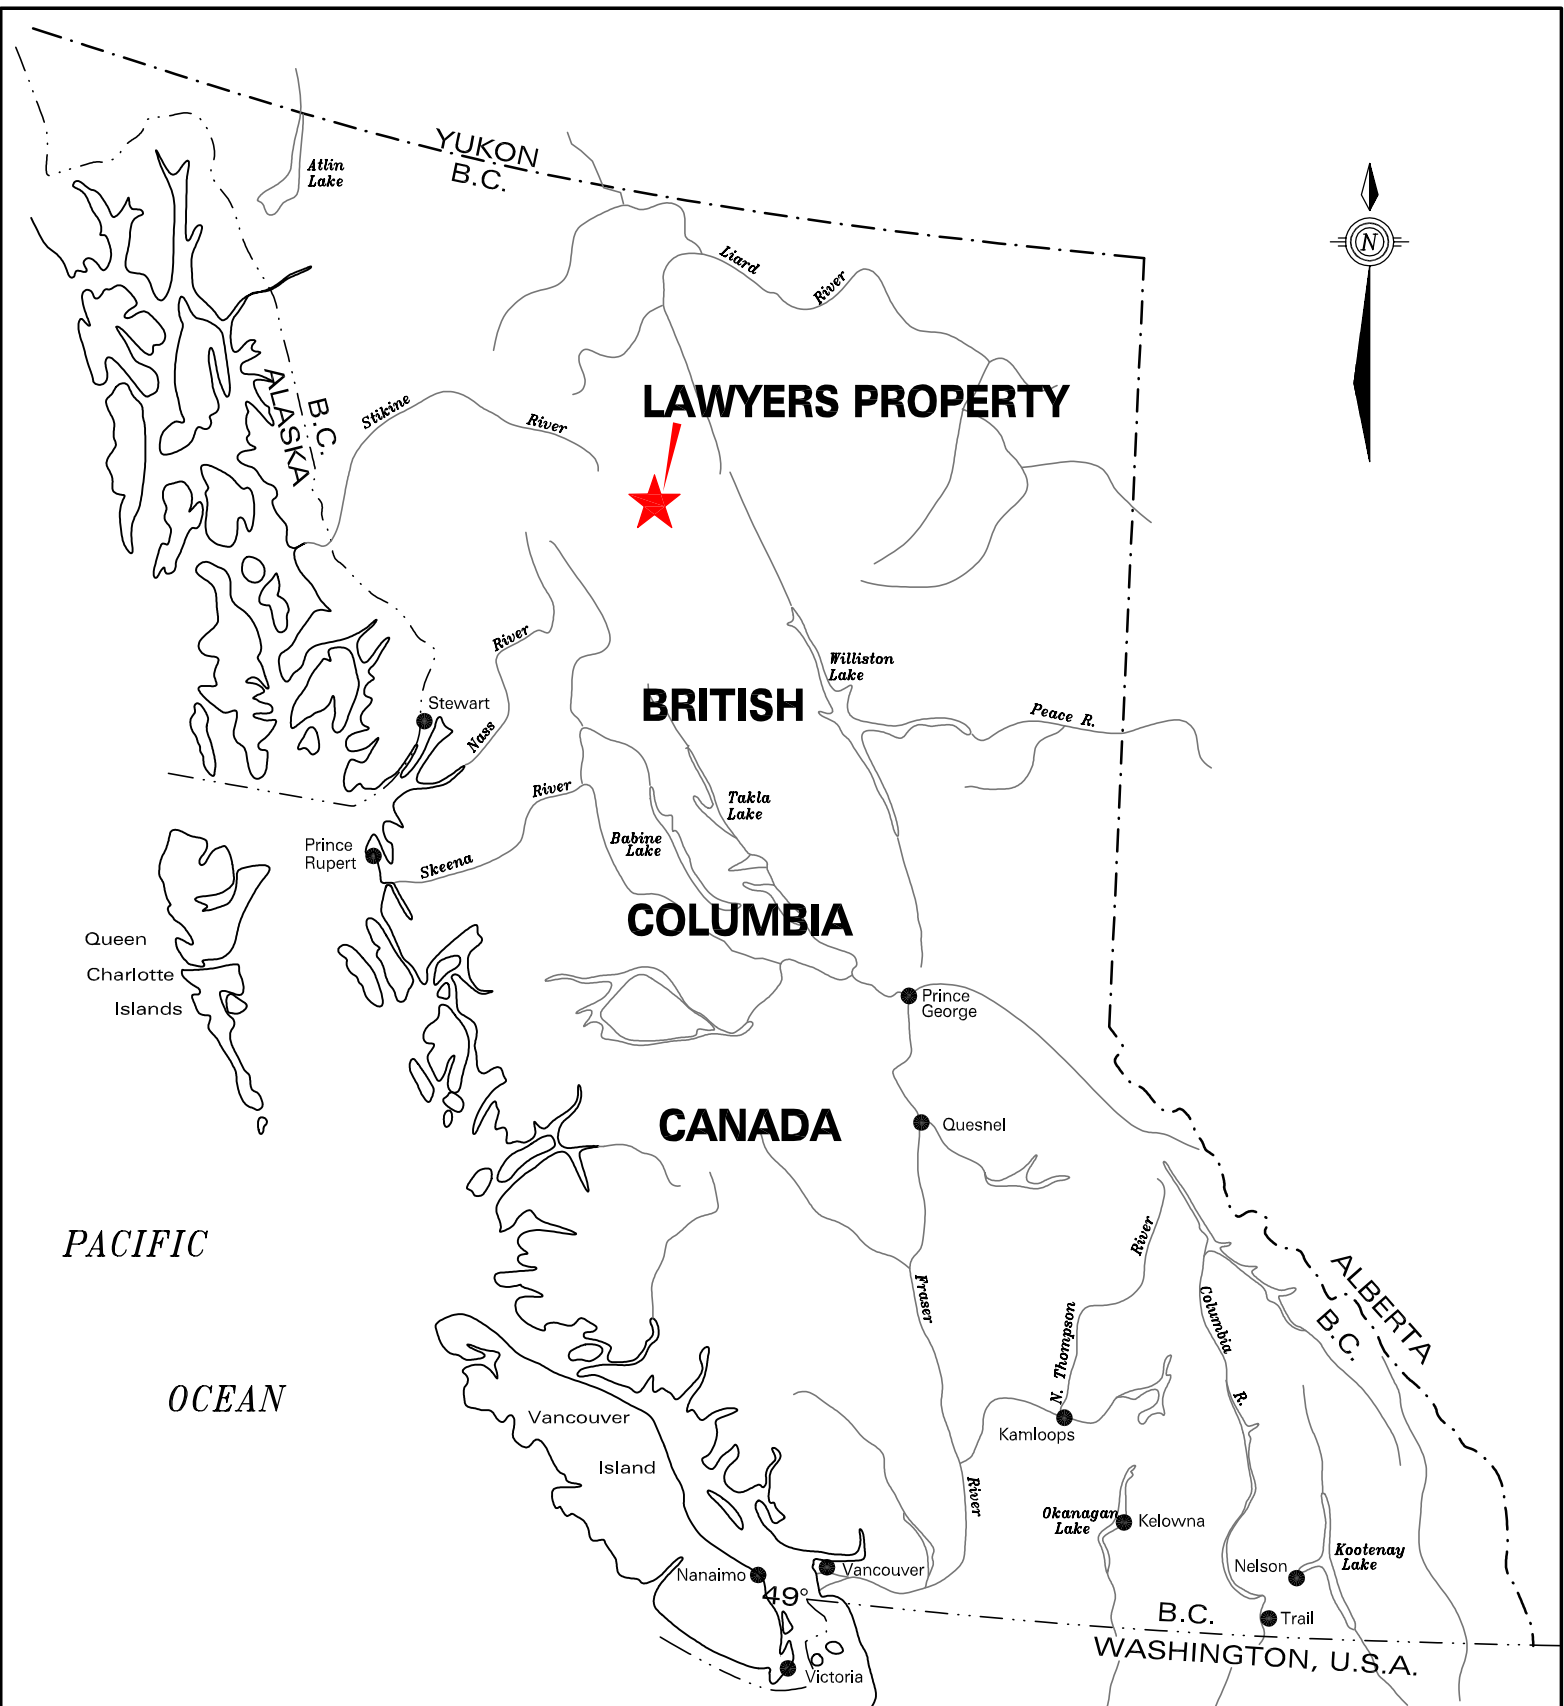 YUKON
B.C.
Atlin
Lake
N
Liard
River
LAWYERS PROPERTY
B.C.
ALASKA
Stikine
River
River
Nass
Williston
Lake
Stewart
BRITISH
Peace R.
River
Skeena
Takla
Lake
Babine
Lake
Prince
Rupert
COLUMBIA
Queen
Charlotte
Islands
Prince
George
CANADA
Quesnel
PACIFIC
OCEAN
River
N. Thompson
Fraser
River
Columbia
R.
ALBERTA
B.C.
Vancouver
Island
Kamloops
Okanagan
Lake
Kelowna
Kootenay
Lake
Nelson
Nanaimo
Vancouver
49°
B.C.
Trail
WASHINGTON, U.S.A.
Victoria